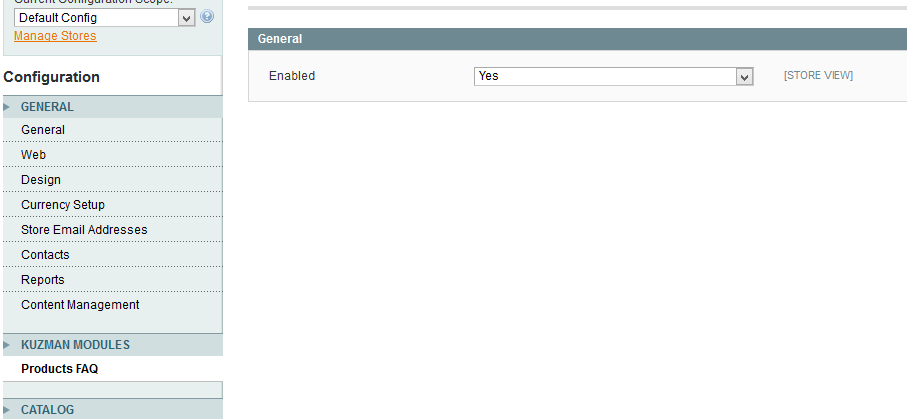 Current Configuration Scope:
Default Config
Manage Stores
Configuration
GENERAL
General
Web
Design
Currency Setup
Store Email Addresses
Contacts
Reports
Content Management
KUZMAN MODULES
Products FAQ
CATALOG
General
Enabled Yes [STORE VIEW]